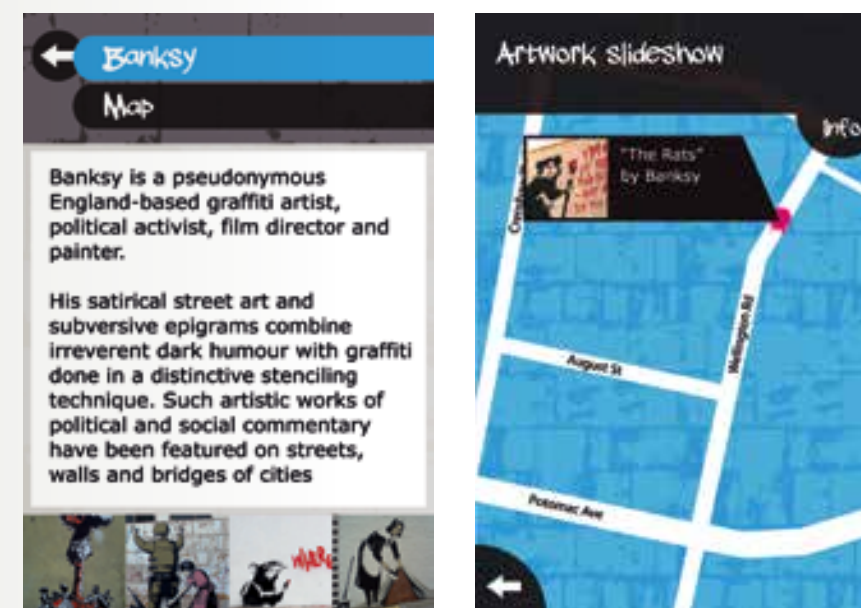 Banksy
Map
Banksy is a pseudonymous
England-based graffiti artist,
political activist, film director and
painter.
His satirical street art and
subversive epigrams combine
irreverent dark humour with graffiti
done in a distinctive stenciling
technique. Such artistic works of
political and social commentary
have been featured on streets,
walls and bridges of cities
Artwork slideshow
Info
"The Rats"
by Banksy
August St
Wellington Rd
Potomac Ave